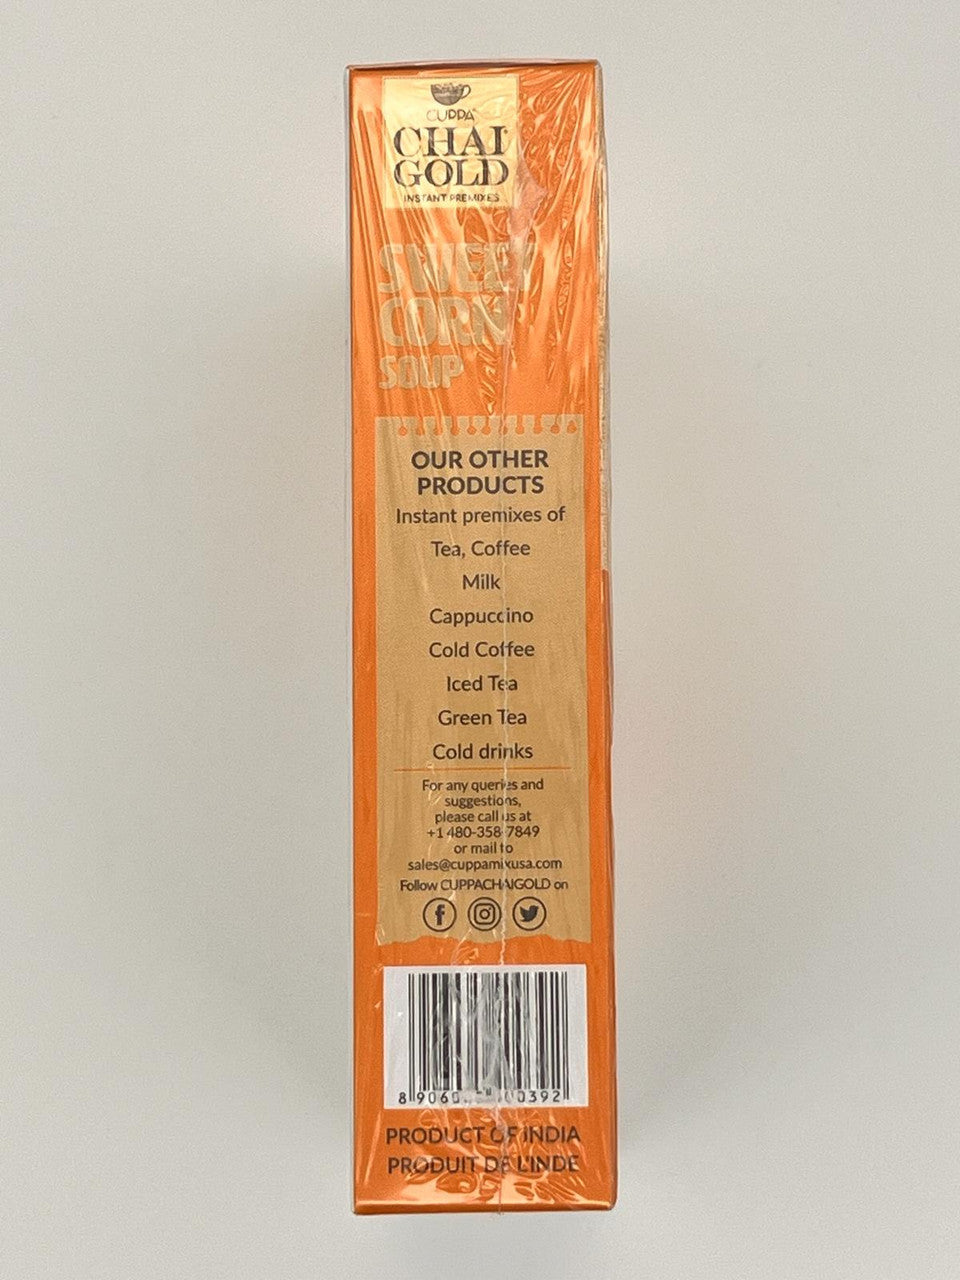 CUPPA
CHAI
GOLD
INSTANT PREMIXES
SWEET
CORN
SOUP
OUR OTHER
PRODUCTS
Instant premixes of
Tea, Coffee
Milk
Cappuccino
Cold Coffee
Iced Tea
Green Tea
Cold drinks
For any queries and
suggestions,
please call us at
+1 480-358-7849
or mail to
sales@cuppamixusa.com
Follow CUPPACHAIGOLD on
PRODUCT OF INDIA
PRODUIT DE L'INDE